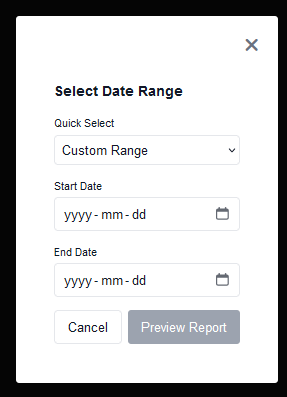 Select Date Range
Quick Select
Custom Range
Start Date
yyyy-mm-dd
End Date
yyyy-mm-dd
Cancel
Preview Report